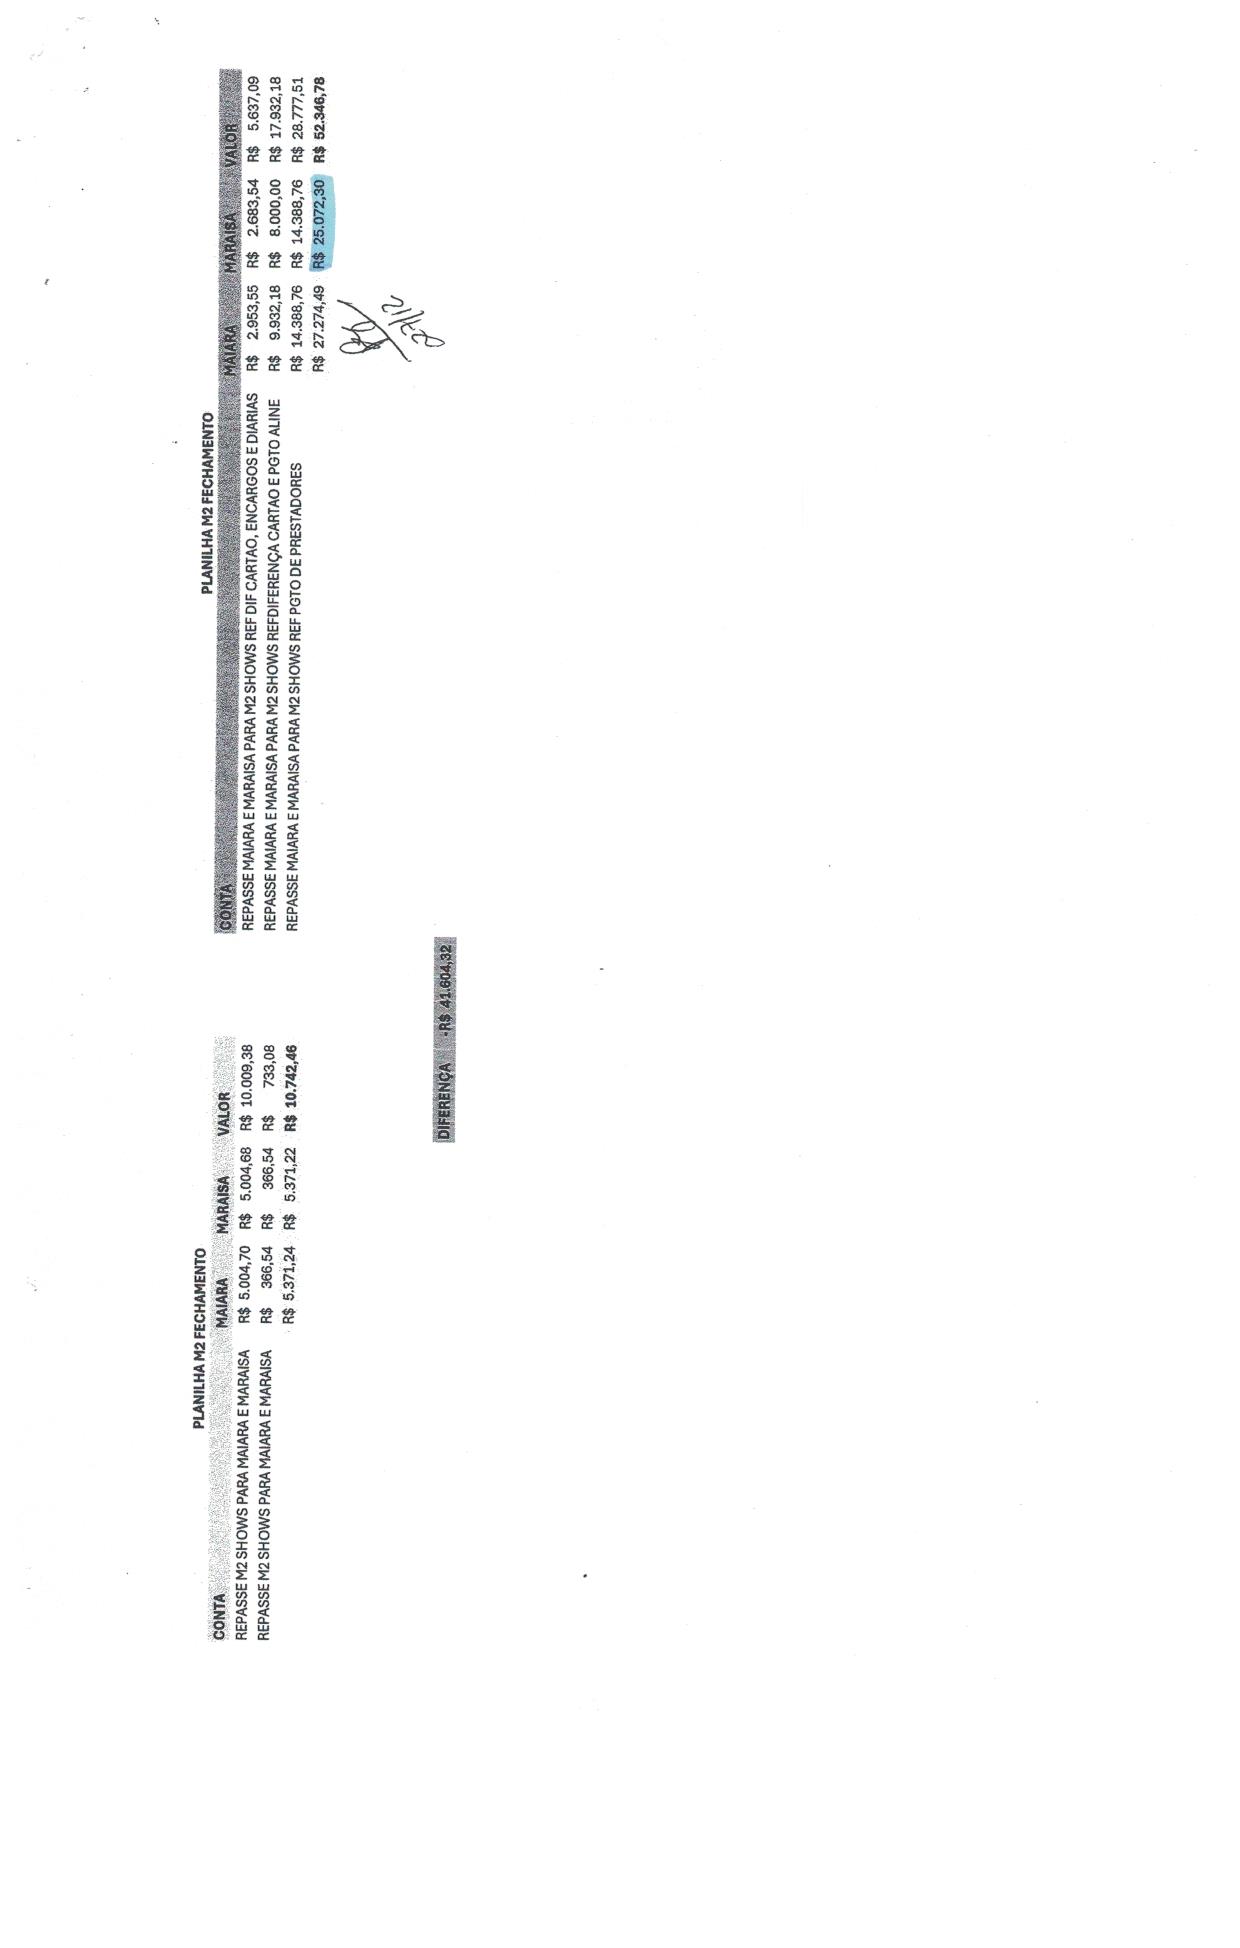 PLANILHA M2 FECHAMENTO
CONTA MAIARA MARAISA VALOR
REPASSE M2 SHOWS PARA MAIARA E MARAISA R$ 5.004,70 R$ 5.004,68 R$ 10.009,38
REPASSE M2 SHOWS PARA MAIARA E MARAISA R$ 366,54 R$ 366,54 R$ 733,08
R$ 5.371,24 R$ 5.371,22 R$ 10.742,46
PLANILHA M2 FECHAMENTO
CONTA MAIARA MARAISA VALOR
REPASSE MAIARA E MARAISA PARA M2 SHOWS REF DIF CARTAO, ENCARGOS E DIARIAS R$ 2.953,55 R$ 2.683,54 R$ 5.637,09
REPASSE MAIARA E MARAISA PARA M2 SHOWS REFDIFERENÇA CARTAO E PGTO ALINE R$ 9.932,18 R$ 8.000,00 R$ 17.932,18
REPASSE MAIARA E MARAISA PARA M2 SHOWS REF PGTO DE PRESTADORES R$ 14.388,76 R$ 14.388,76 R$ 28.777,51
R$ 27.274,49 R$ 25.072,30 R$ 52.346,78
DIFERENÇA -R$ 41.604,32